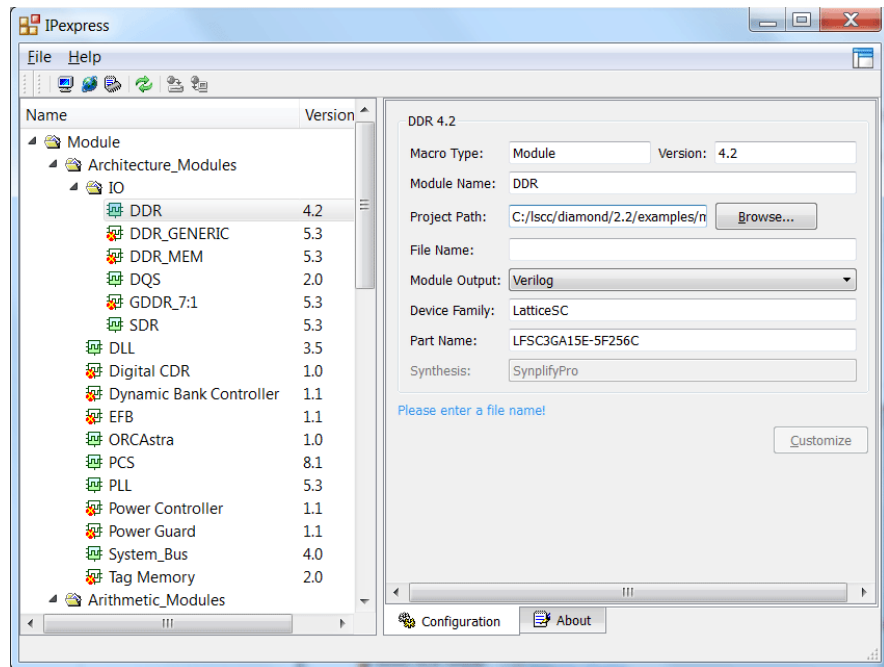 IPexpress
File Help
Name Version
Module
Architecture_Modules
IO
DDR 4.2
DDR_GENERIC 5.3
DDR_MEM 5.3
DQS 2.0
GDDR_7:1 5.3
SDR 5.3
DLL 3.5
Digital CDR 1.0
Dynamic Bank Controller 1.1
EFB 1.1
ORCAstra 1.0
PCS 8.1
PLL 5.3
Power Controller 1.1
Power Guard 1.1
System_Bus 4.0
Tag Memory 2.0
Arithmetic_Modules
DDR 4.2
Macro Type: Module Version: 4.2
Module Name: DDR
Project Path: C:/lscc/diamond/2.2/examples/n Browse...
File Name:
Module Output: Verilog
Device Family: LatticeSC
Part Name: LFSC3GA15E-5F256C
Synthesis: SynplifyPro
Please enter a file name!
Customize
Configuration About